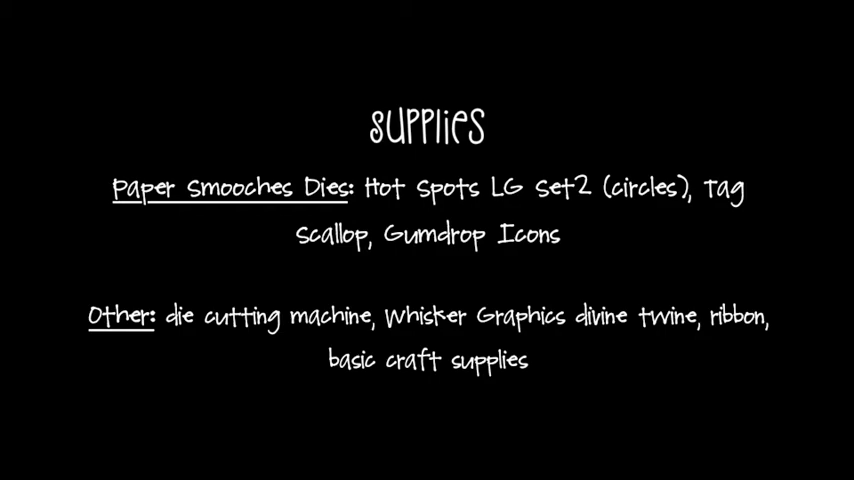 Supplies
Paper Smooches Dies: Hot Spots LG Set2 (circles), Tag
Scallop, Gumdrop Icons
Other: die cutting machine, Whisker Graphics divine twine, ribbon,
basic craft supplies